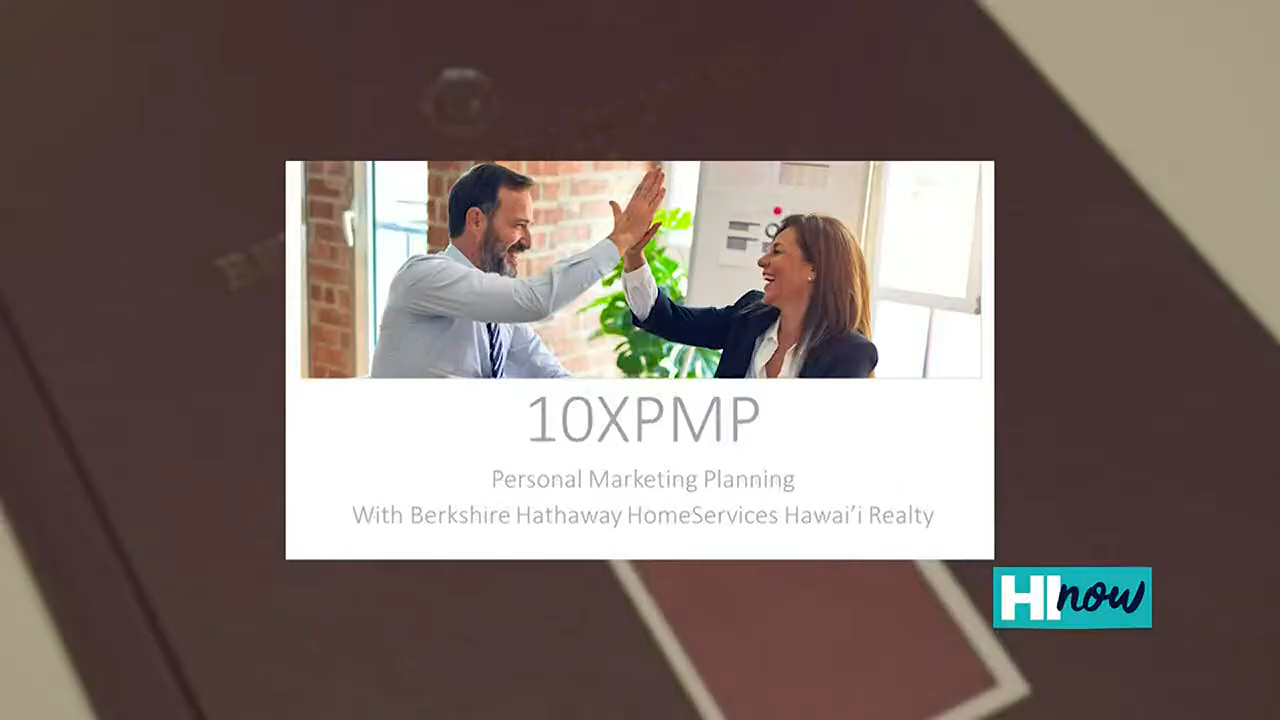 10XPMP
Personal Marketing Planning
With Berkshire Hathaway HomeServices Hawai'i Realty
HI now